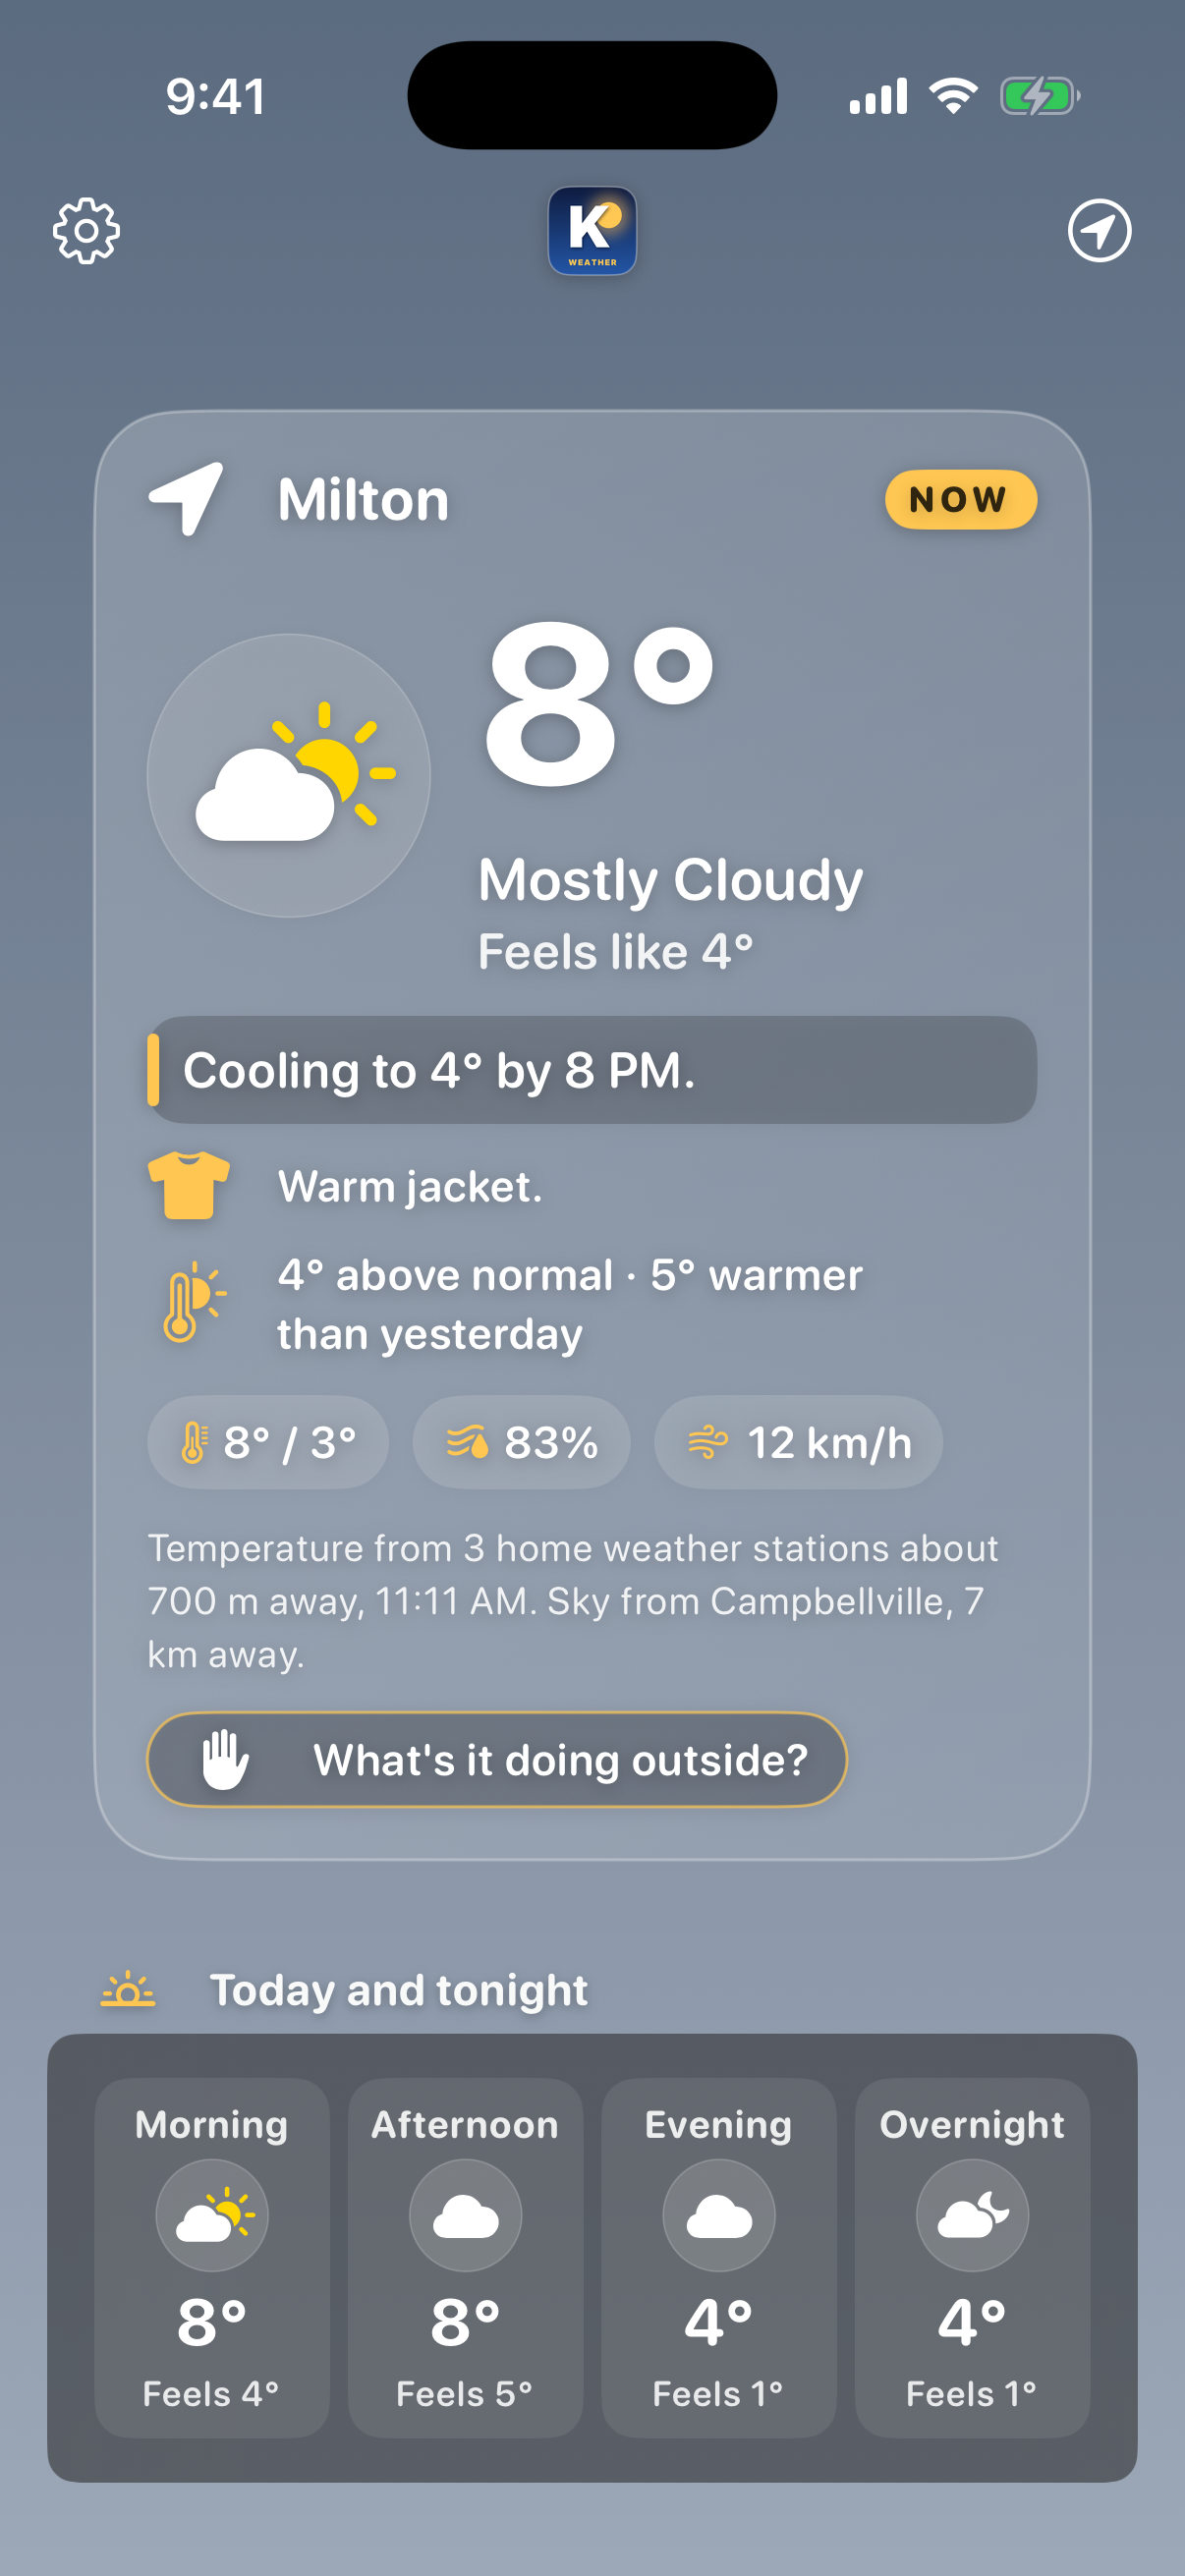 9:41
K
WEATHER
Milton
NOW
8°
Mostly Cloudy
Feels like 4°
Cooling to 4° by 8 PM.
Warm jacket.
4° above normal · 5° warmer
than yesterday
8° / 3°
83%
12 km/h
Temperature from 3 home weather stations about
700 m away, 11:11 AM. Sky from Campbellville, 7
km away.
What's it doing outside?
Today and tonight
Morning
8°
Feels 4°
Afternoon
8°
Feels 5°
Evening
4°
Feels 1°
Overnight
4°
Feels 1°